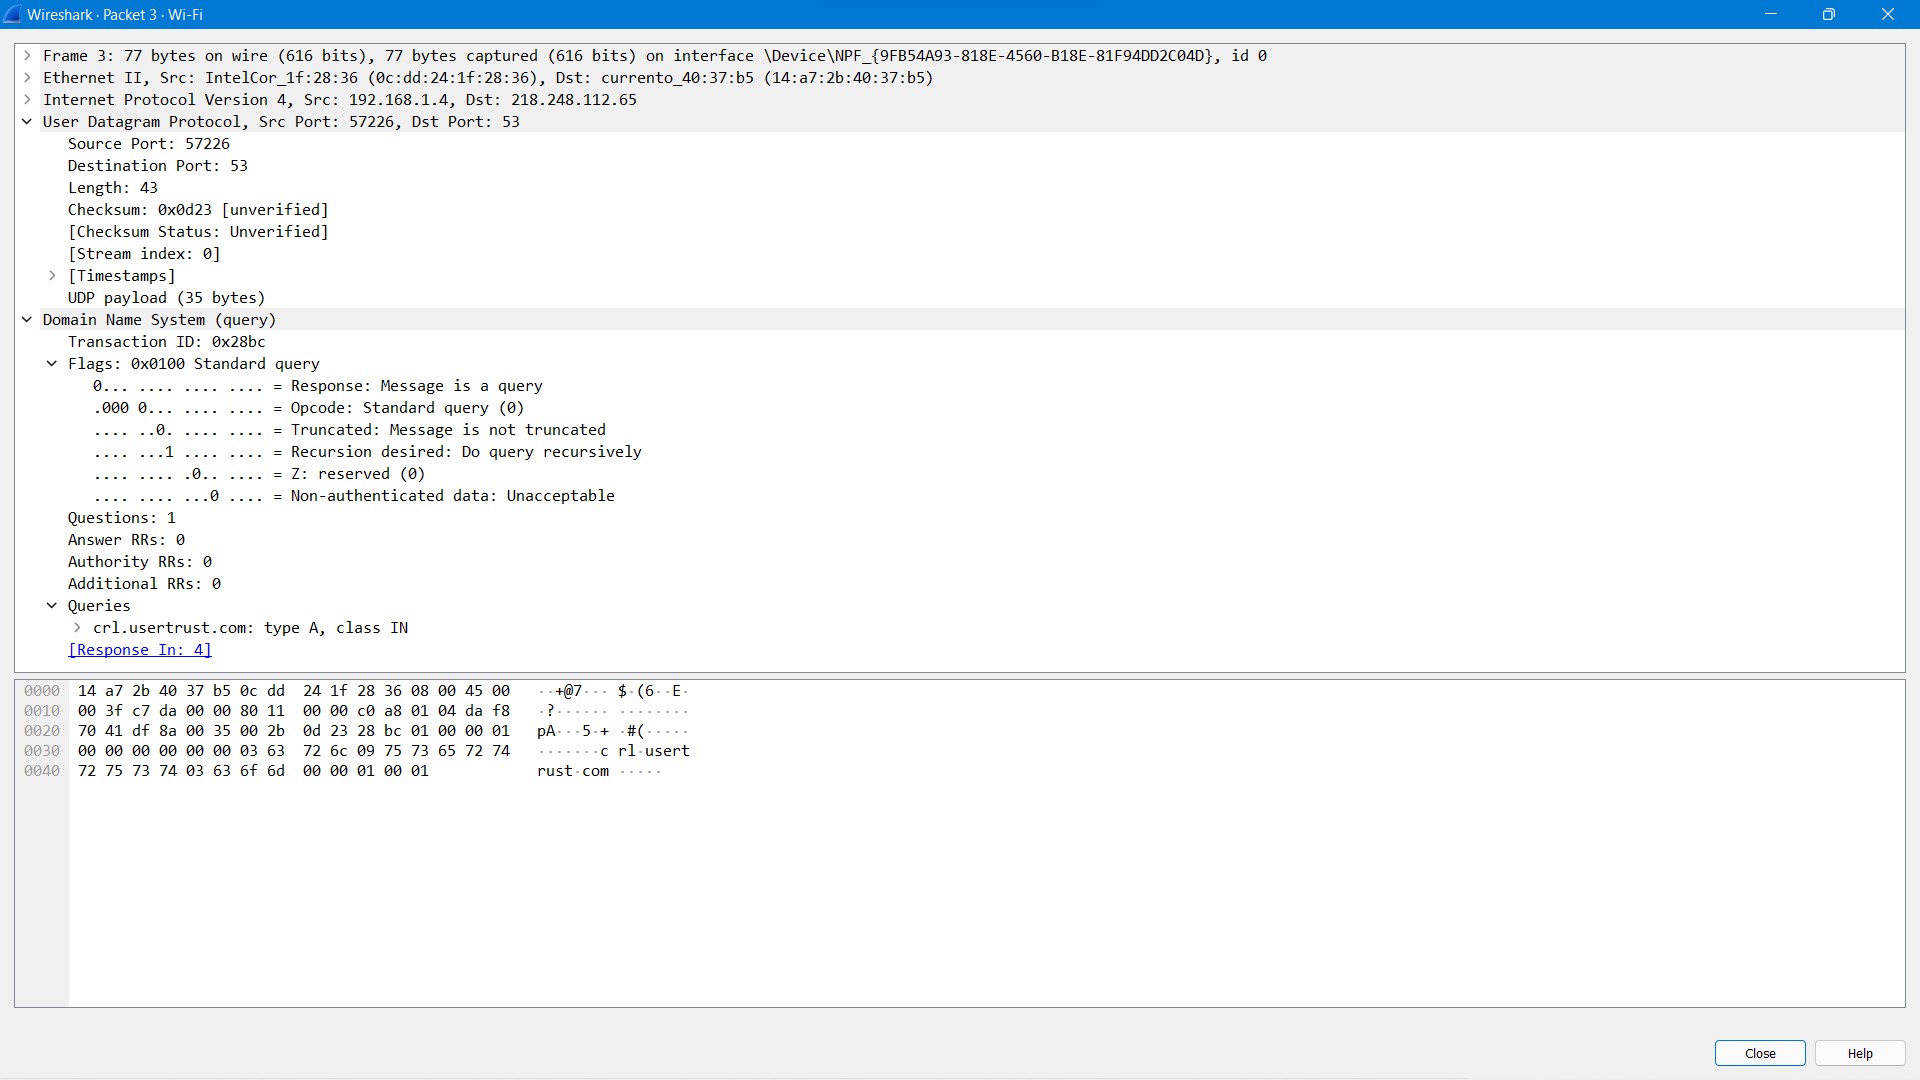 Wireshark · Packet 3 · Wi-Fi
Frame 3: 77 bytes on wire (616 bits), 77 bytes captured (616 bits) on interface \Device\NPF_{9FB54A93-818E-4560-B18E-81F94DD2C04D}, id 0
Ethernet II, Src: IntelCor_1f:28:36 (0c:dd:24:1f:28:36), Dst: currento_40:37:b5 (14:a7:2b:40:37:b5)
Internet Protocol Version 4, Src: 192.168.1.4, Dst: 218.248.112.65
User Datagram Protocol, Src Port: 57226, Dst Port: 53
Source Port: 57226
Destination Port: 53
Length: 43
Checksum: 0x0d23 [unverified]
[Checksum Status: Unverified]
[Stream index: 0]
[Timestamps]
UDP payload (35 bytes)
Domain Name System (query)
Transaction ID: 0x28bc
Flags: 0x0100 Standard query
0... .... .... .... = Response: Message is a query
.000 0... .... .... = Opcode: Standard query (0)
.... ..0. .... .... = Truncated: Message is not truncated
.... ...1 .... .... = Recursion desired: Do query recursively
.... .... .0.. .... = Z: reserved (0)
.... .... ...0 .... = Non-authenticated data: Unacceptable
Questions: 1
Answer RRs: 0
Authority RRs: 0
Additional RRs: 0
Queries
crl.usertrust.com: type A, class IN
[Response In: 4]
0000 14 a7 2b 40 37 b5 0c dd 24 1f 28 36 08 00 45 00 ··+@7··· $·(6··E·
0010 00 3f c7 da 00 00 80 11 00 00 c0 a8 01 04 da f8 ·?······ ········
0020 70 41 df 8a 00 35 00 2b 0d 23 28 bc 01 00 00 01 pA···5·+ ·#(·····
0030 00 00 00 00 00 00 03 63 72 6c 09 75 73 65 72 74 ·······c rl·usert
0040 72 75 73 74 03 63 6f 6d 00 00 01 00 01 rust·com ·····
Close
Help